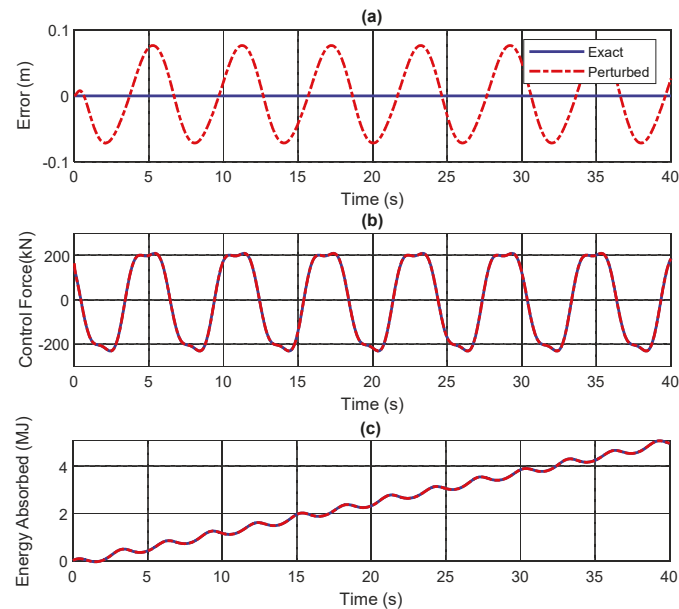 (a)
0.1
0
-0.1
Error (m)
Exact
Perturbed
0 5 10 15 20 25 30 35 40
Time (s)
(b)
200
0
-200
Control Force(kN)
0 5 10 15 20 25 30 35 40
Time (s)
(c)
4
2
0
Energy Absorbed (MJ)
0 5 10 15 20 25 30 35 40
Time (s)